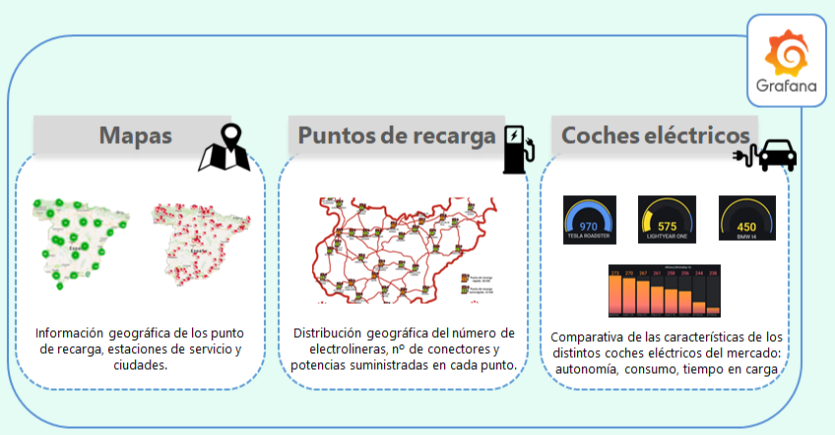 Grafana
Mapas
Puntos de recarga
Coches eléctricos
970
TESLA ROADSTER
575
LIGHTYEAR ONE
450
BMW I4
Información geográfica de los punto
de recarga, estaciones de servicio y
ciudades.
Distribución geográfica del número de
electrolineras, nº de conectores y
potencias suministradas en cada punto.
Comparativa de las características de los
distintos coches eléctricos del mercado:
autonomía, consumo, tiempo en carga